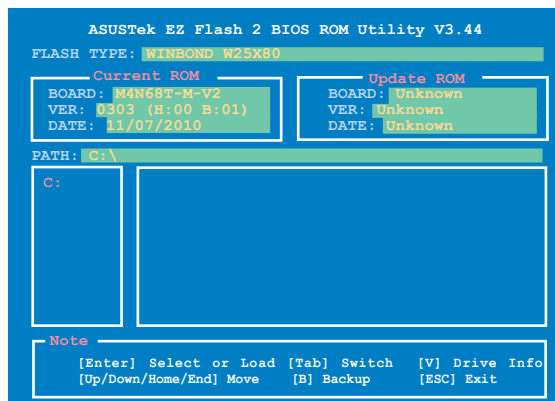 ASUSTek EZ Flash 2 BIOS ROM Utility V3.44
FLASH TYPE: WINBOND W25X80
Current ROM
BOARD: M4N68T-M-V2
VER: 0303 (H:00 B:01)
DATE: 11/07/2010
Update ROM
BOARD: Unknown
VER: Unknown
DATE: Unknown
PATH: C:\
C:
Note
[Enter] Select or Load [Tab] Switch [V] Drive Info
[Up/Down/Home/End] Move [B] Backup [ESC] Exit